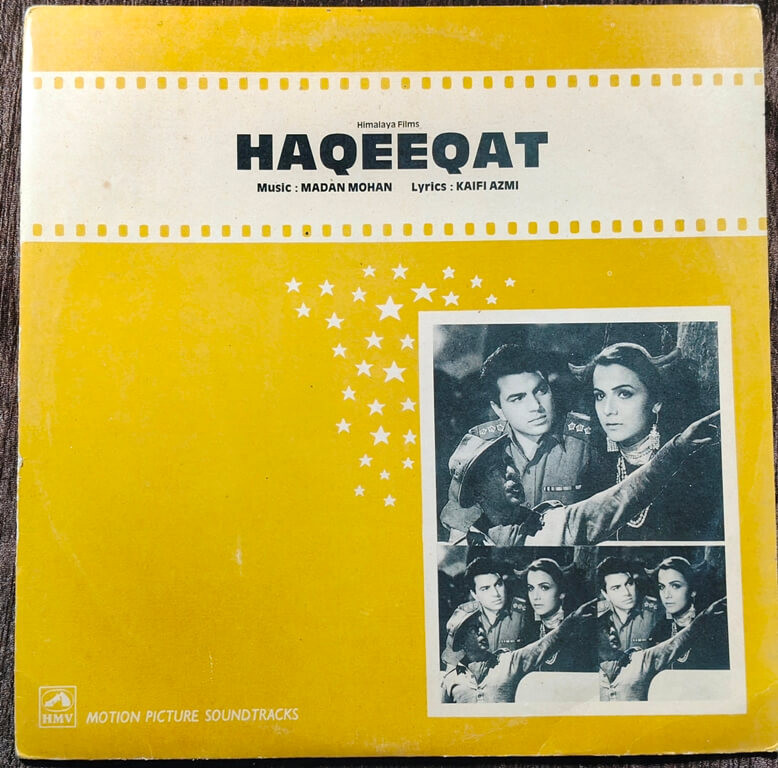 Himalaya Films
HAQEEQAT
Music : MADAN MOHAN Lyrics : KAIFI AZMI
HMV MOTION PICTURE SOUNDTRACKS